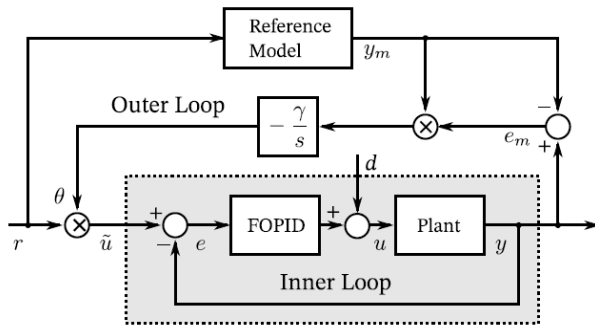 Reference
Model
y_m
Outer Loop
− γ/s
×
−
+
e_m
θ
d
r
×
ũ
+
−
e
FOPID
+
u
Plant
y
Inner Loop